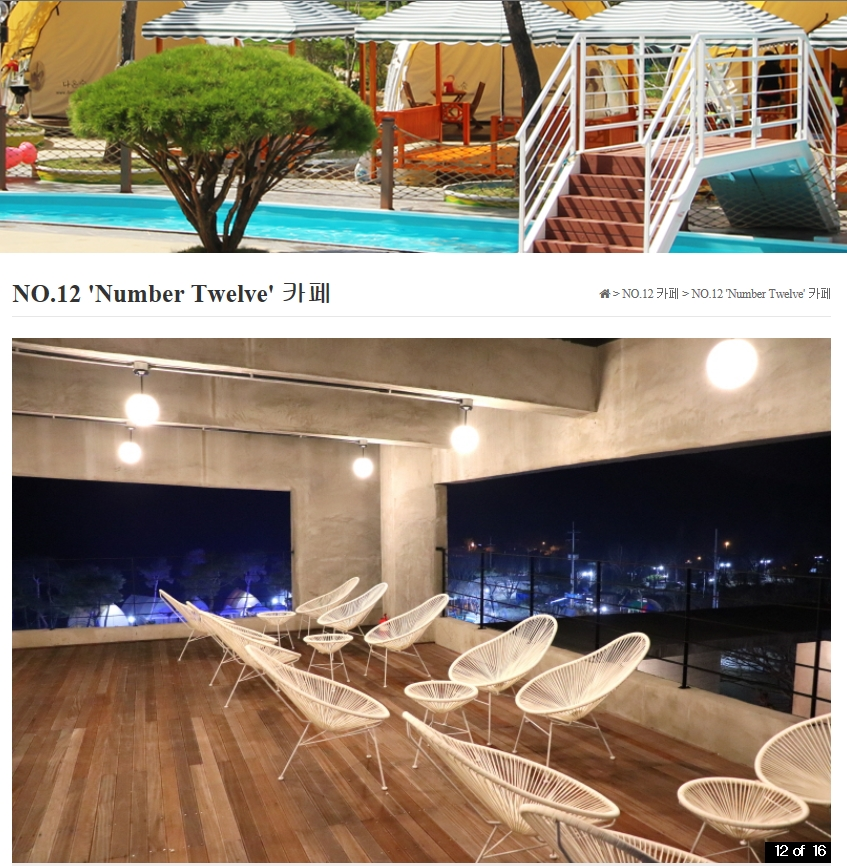 NO.12 'Number Twelve' 카페
> NO.12 카페 > NO.12 'Number Twelve' 카페
12 of 16